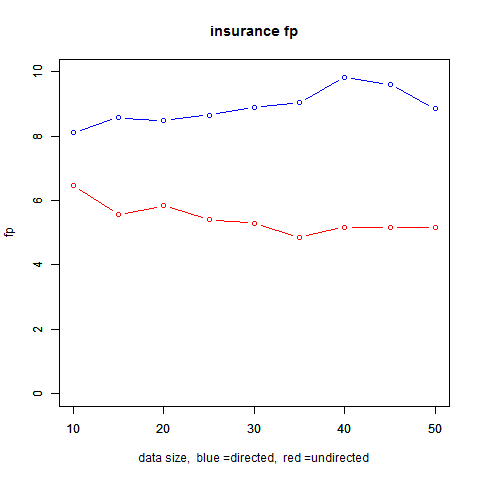 insurance fp
fp
10
8
6
4
2
0
10 20 30 40 50
data size,  blue =directed,  red =undirected